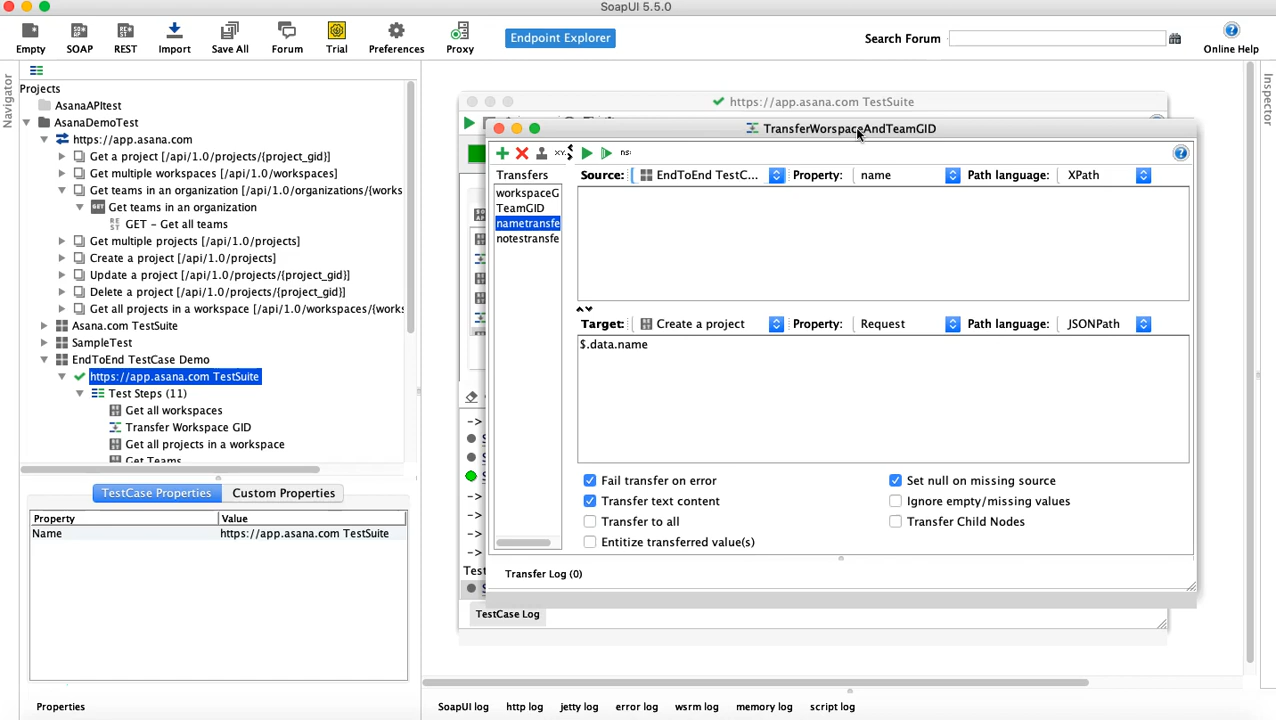 SoapUI 5.5.0
Empty SOAP REST Import Save All Forum Trial Preferences Proxy Endpoint Explorer Search Forum Online Help
Navigator
Inspector
Projects
AsanaAPItest
AsanaDemoTest
https://app.asana.com
Get a project [/api/1.0/projects/{project_gid}]
Get multiple workspaces [/api/1.0/workspaces]
Get teams in an organization [/api/1.0/organizations/{works
Get teams in an organization
GET - Get all teams
Get multiple projects [/api/1.0/projects]
Create a project [/api/1.0/projects]
Update a project [/api/1.0/projects/{project_gid}]
Delete a project [/api/1.0/projects/{project_gid}]
Get all projects in a workspace [/api/1.0/workspaces/{works
Asana.com TestSuite
SampleTest
EndToEnd TestCase Demo
https://app.asana.com TestSuite
Test Steps (11)
Get all workspaces
Transfer Workspace GID
Get all projects in a workspace
Get Teams
TestCase Properties Custom Properties
Property Value
Name https://app.asana.com TestSuite
Properties
https://app.asana.com TestSuite
TransferWorspaceAndTeamGID
Transfers
workspaceG
TeamGID
nametransfe
notestransfe
Source: EndToEnd TestC... Property: name Path language: XPath
Target: Create a project Property: Request Path language: JSONPath
$.data.name
Fail transfer on error Set null on missing source
Transfer text content Ignore empty/missing values
Transfer to all Transfer Child Nodes
Entitize transferred value(s)
Transfer Log (0)
TestCase Log
SoapUI log http log jetty log error log wsrm log memory log script log